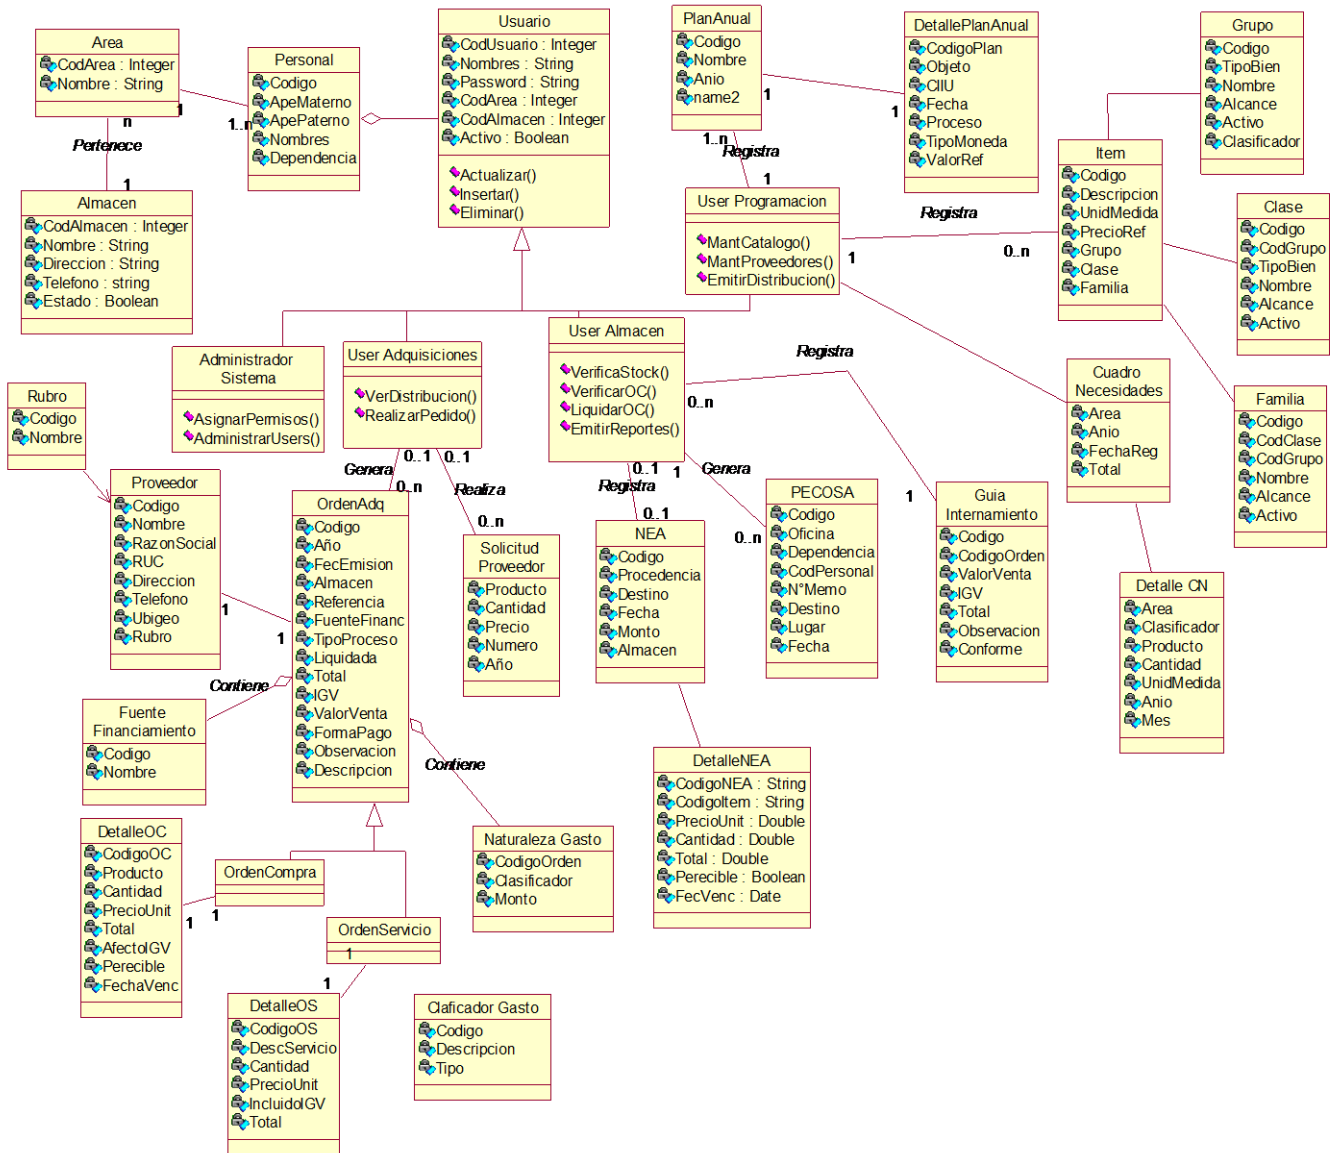 Area
CodArea : Integer
Nombre : String
Personal
Codigo
ApeMaterno
ApePaterno
Nombres
Dependencia
Usuario
CodUsuario : Integer
Nombres : String
Password : String
CodArea : Integer
CodAlmacen : Integer
Activo : Boolean
Actualizar()
Insertar()
Eliminar()
PlanAnual
Codigo
Nombre
Anio
name2
DetallePlanAnual
CodigoPlan
Objeto
CIIU
Fecha
Proceso
TipoMoneda
ValorRef
Grupo
Codigo
TipoBien
Nombre
Alcance
Activo
Clasificador
1
1..n
n
Pertenece
1
1
1
1..n
Registra
1
Almacen
CodAlmacen : Integer
Nombre : String
Direccion : String
Telefono : string
Estado : Boolean
User Programacion
MantCatalogo()
MantProveedores()
EmitirDistribucion()
Registra
1
0..n
Item
Codigo
Descripcion
UnidMedida
PrecioRef
Grupo
Clase
Familia
Clase
Codigo
CodGrupo
TipoBien
Nombre
Alcance
Activo
Administrador
Sistema
AsignarPermisos()
AdministrarUsers()
User Adquisiciones
VerDistribucion()
RealizarPedido()
User Almacen
VerificaStock()
VerificarOC()
LiquidarOC()
EmitirReportes()
Registra
0..n
1
Cuadro
Necesidades
Area
Anio
FechaReg
Total
Familia
Codigo
CodClase
CodGrupo
Nombre
Alcance
Activo
Rubro
Codigo
Nombre
0..1
Genera
0..n
0..1
Realiza
0..n
0..1
Registra
0..1
1
Genera
0..n
Proveedor
Codigo
Nombre
RazonSocial
RUC
Direccion
Telefono
Ubigeo
Rubro
1
1
OrdenAdq
Codigo
Año
FecEmision
Almacen
Referencia
FuenteFinanc
TipoProceso
Liquidada
Total
IGV
ValorVenta
FormaPago
Observacion
Descripcion
Solicitud
Proveedor
Producto
Cantidad
Precio
Numero
Año
NEA
Codigo
Procedencia
Destino
Fecha
Monto
Almacen
PECOSA
Codigo
Oficina
Dependencia
CodPersonal
N°Memo
Destino
Lugar
Fecha
Guia
Internamiento
Codigo
CodigoOrden
ValorVenta
IGV
Total
Observacion
Conforme
Detalle CN
Area
Clasificador
Producto
Cantidad
UnidMedida
Anio
Mes
Contiene
Fuente
Financiamiento
Codigo
Nombre
Contiene
DetalleNEA
CodigoNEA : String
CodigoItem : String
PrecioUnit : Double
Cantidad : Double
Total : Double
Perecible : Boolean
FecVenc : Date
DetalleOC
CodigoOC
Producto
Cantidad
PrecioUnit
Total
AfectoIGV
Perecible
FechaVenc
1
1
OrdenCompra
Naturaleza Gasto
CodigoOrden
Clasificador
Monto
OrdenServicio
1
1
DetalleOS
CodigoOS
DescServicio
Cantidad
PrecioUnit
IncluidoIGV
Total
Claficador Gasto
Codigo
Descripcion
Tipo